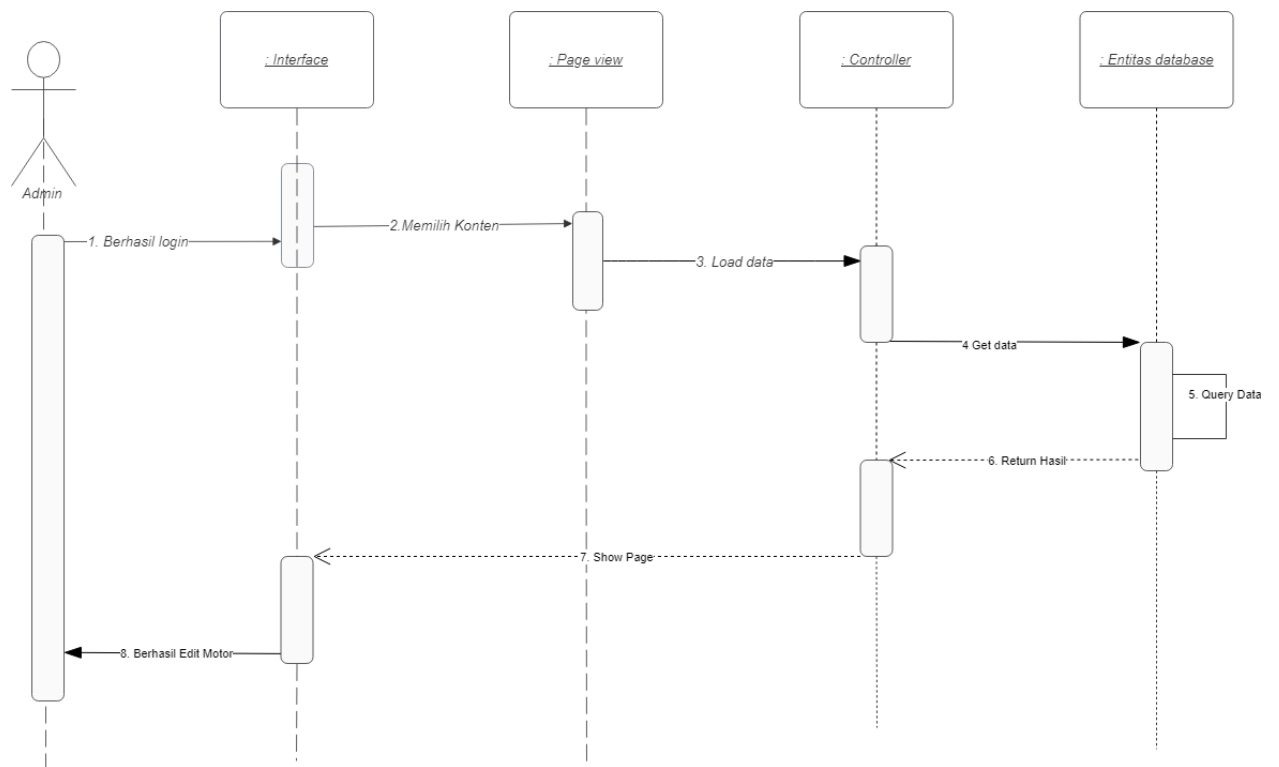 : Interface
: Page view
: Controller
: Entitas database
Admin
1. Berhasil login
2.Memilih Konten
3. Load data
4 Get data
5. Query Data
6. Return Hasil
7. Show Page
8. Berhasil Edit Motor